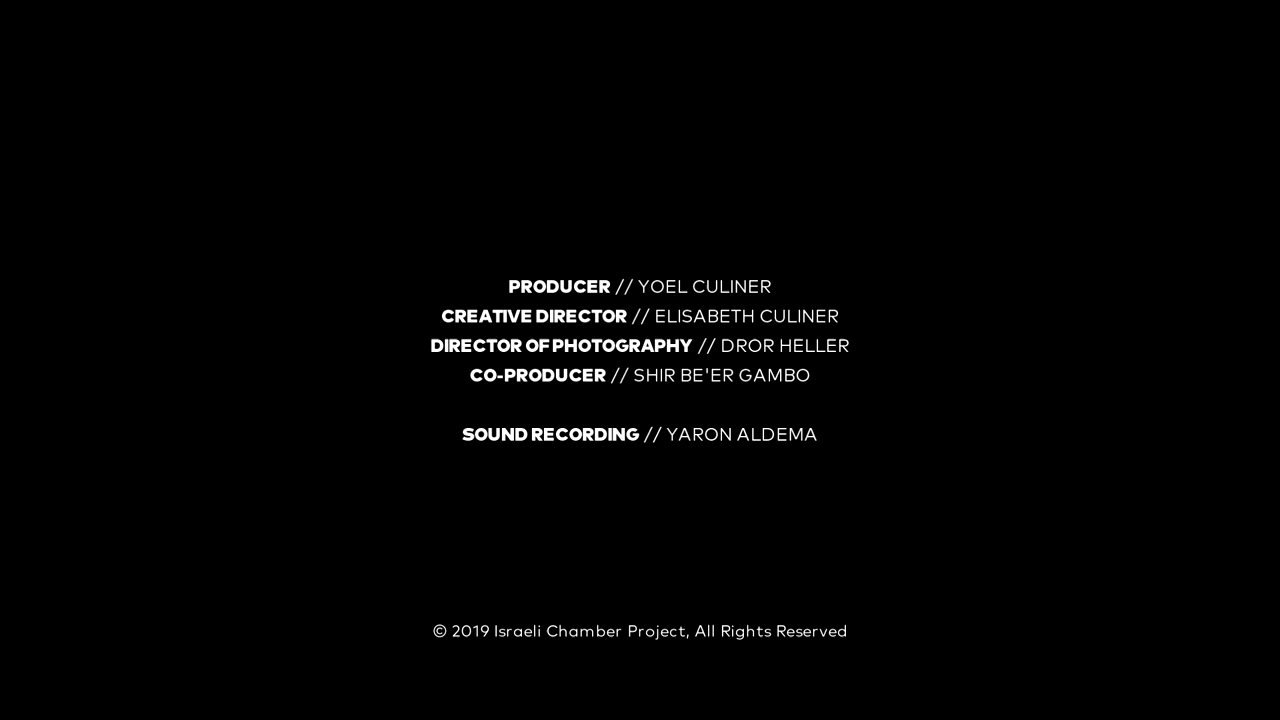 PRODUCER // YOEL CULINER
CREATIVE DIRECTOR // ELISABETH CULINER
DIRECTOR OF PHOTOGRAPHY // DROR HELLER
CO-PRODUCER // SHIR BE'ER GAMBO
SOUND RECORDING // YARON ALDEMA
© 2019 Israeli Chamber Project, All Rights Reserved